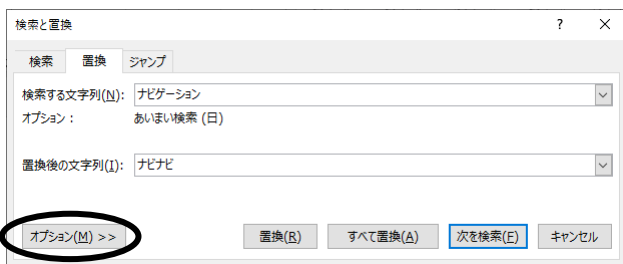 検索と置換 ?
検索 置換 ジャンプ
検索する文字列(N): ナビゲーション
オプション : あいまい検索 (日)
置換後の文字列(I): ナビナビ
オプション(M) >> 置換(R) すべて置換(A) 次を検索(F) キャンセル